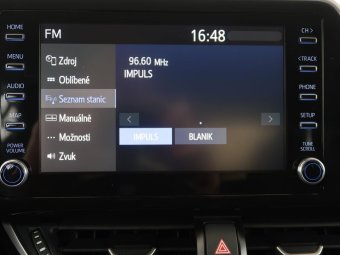 FM
16:48
HOME
MENU
AUDIO
MAP
POWER
VOLUME
Zdroj
Oblíbené
Seznam stanic
Manuálně
Možnosti
Zvuk
96.60 MHz
IMPULS
IMPULS
BLANIK
CH >
< TRACK
PHONE
SETUP
TUNE
SCROLL